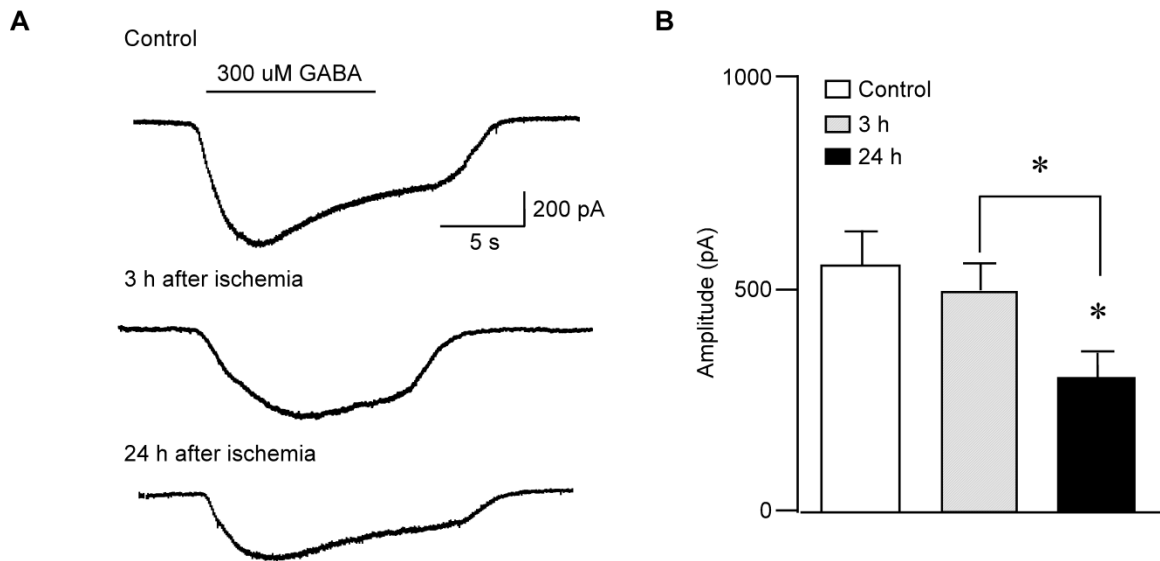 A
Control
300 uM GABA
200 pA
5 s
3 h after ischemia
24 h after ischemia
B
1000
500
0
Amplitude (pA)
Control
3 h
24 h
*
*